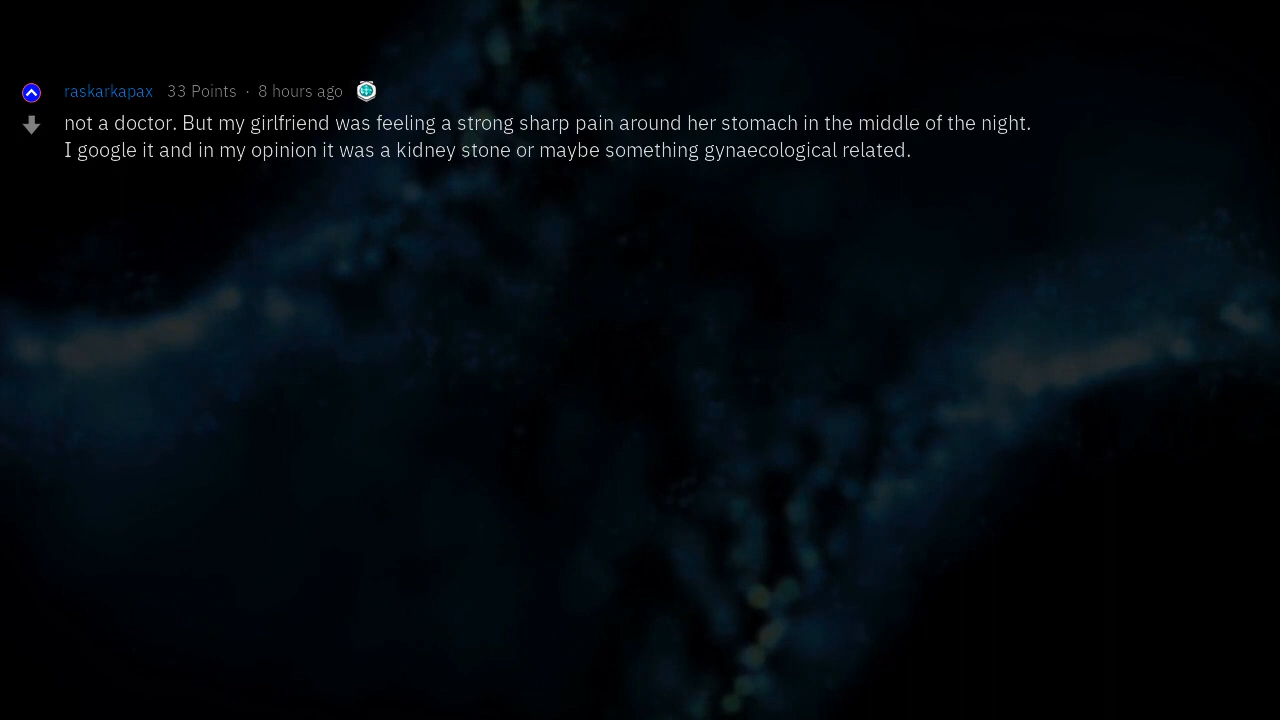 raskarkapax 33 Points · 8 hours ago
not a doctor. But my girlfriend was feeling a strong sharp pain around her stomach in the middle of the night.
I google it and in my opinion it was a kidney stone or maybe something gynaecological related.